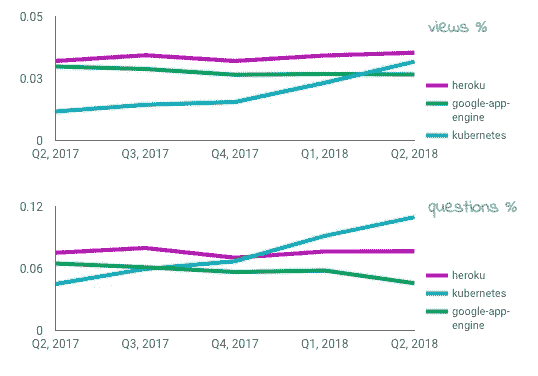 0.05
views %
0.03
heroku
google-app-
engine
kubernetes
0
Q2, 2017 Q3, 2017 Q4, 2017 Q1, 2018 Q2, 2018
0.12
questions %
0.06
heroku
kubernetes
google-app-
engine
0
Q2, 2017 Q3, 2017 Q4, 2017 Q1, 2018 Q2, 2018